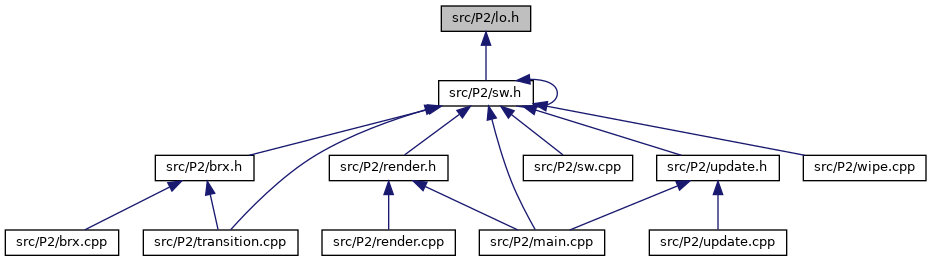 src/P2/lo.h
src/P2/sw.h
src/P2/brx.h
src/P2/render.h
src/P2/sw.cpp
src/P2/update.h
src/P2/wipe.cpp
src/P2/brx.cpp
src/P2/transition.cpp
src/P2/render.cpp
src/P2/main.cpp
src/P2/update.cpp